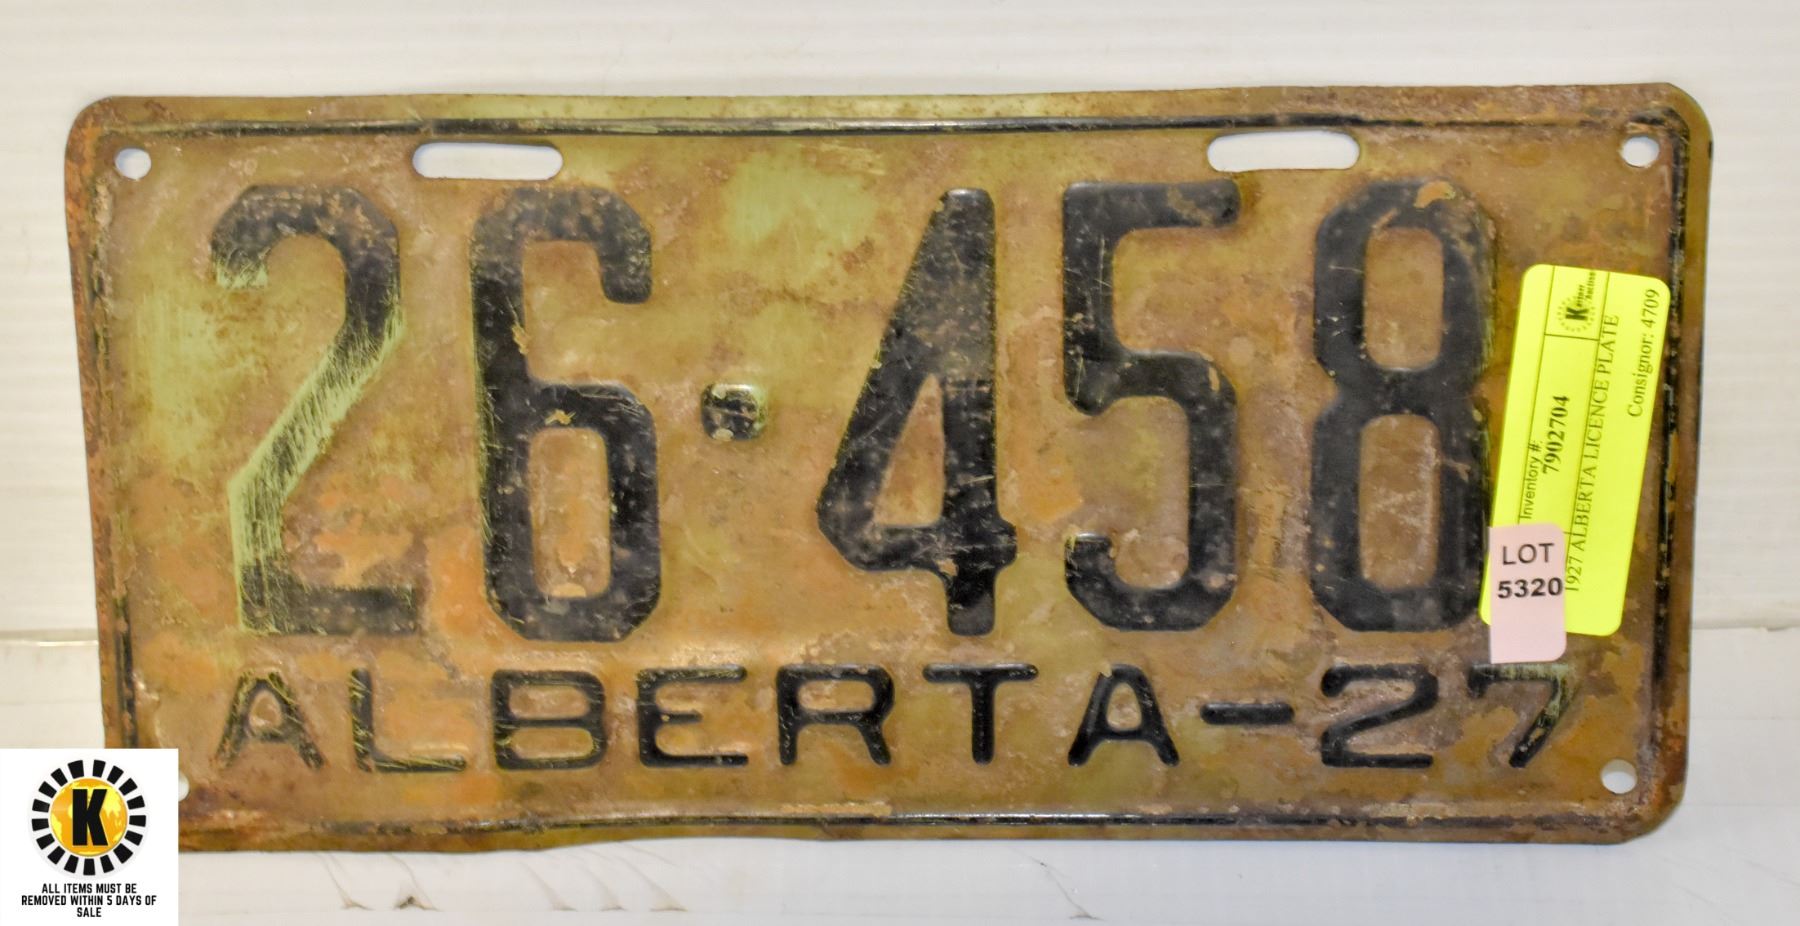 26·458
ALBERTA-27
Inventory #:
7902704
1927 ALBERTA LICENCE PLATE
Consignor: 4709
LOT
5320
K
ALL ITEMS MUST BE
REMOVED WITHIN 5 DAYS OF
SALE